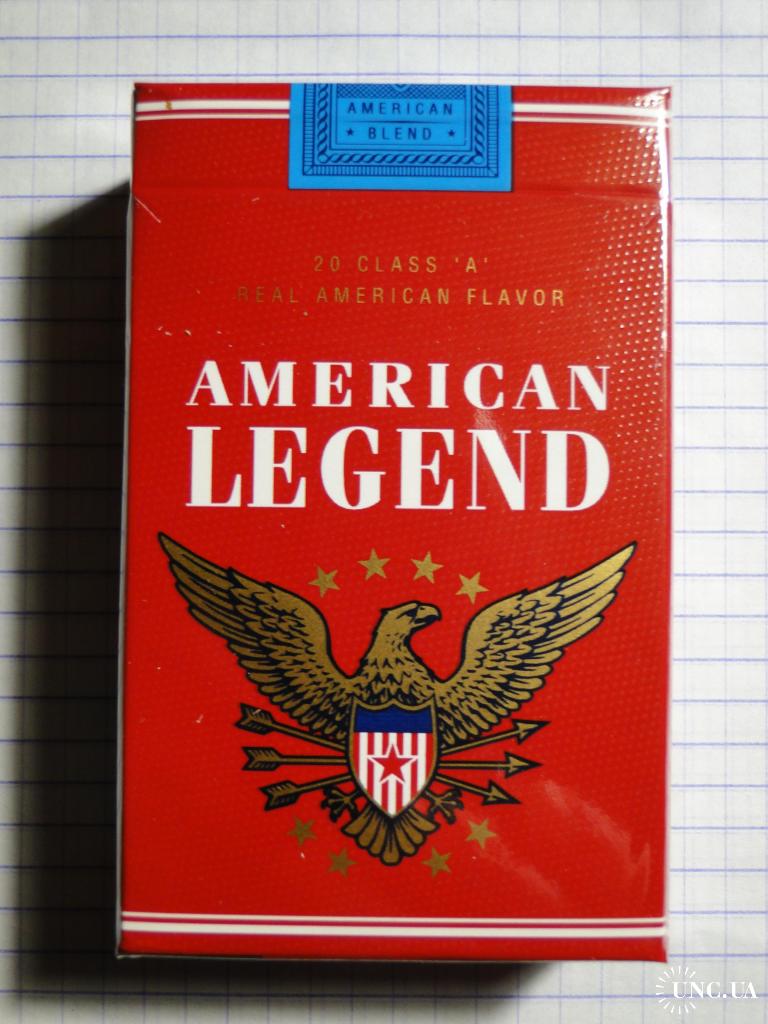 AMERICAN
★ BLEND ★
20 CLASS 'A'
REAL AMERICAN FLAVOR
AMERICAN
LEGEND
UNC.UA